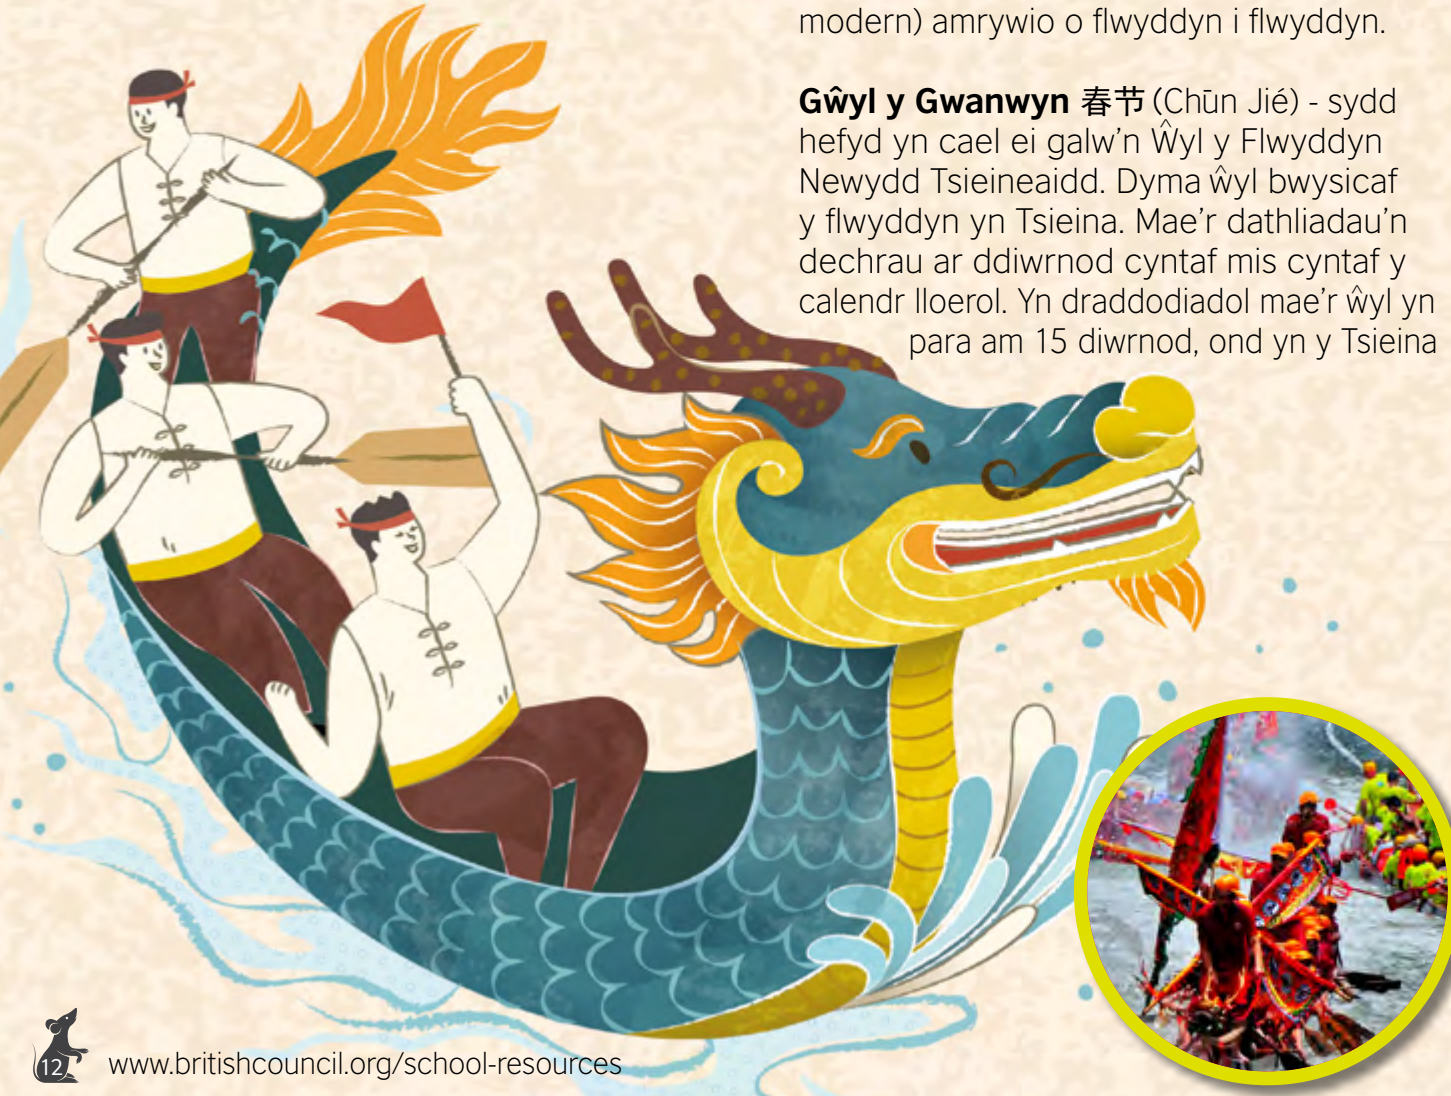 modern) amrywio o flwyddyn i flwyddyn.
Gŵyl y Gwanwyn 春节 (Chūn Jié) - sydd
hefyd yn cael ei galw’n Ŵyl y Flwyddyn
Newydd Tsieineaidd. Dyma ŵyl bwysicaf
y flwyddyn yn Tsieina. Mae’r dathliadau’n
dechrau ar ddiwrnod cyntaf mis cyntaf y
calendr lloerol. Yn draddodiadol mae’r ŵyl yn
para am 15 diwrnod, ond yn y Tsieina
12
www.britishcouncil.org/school-resources